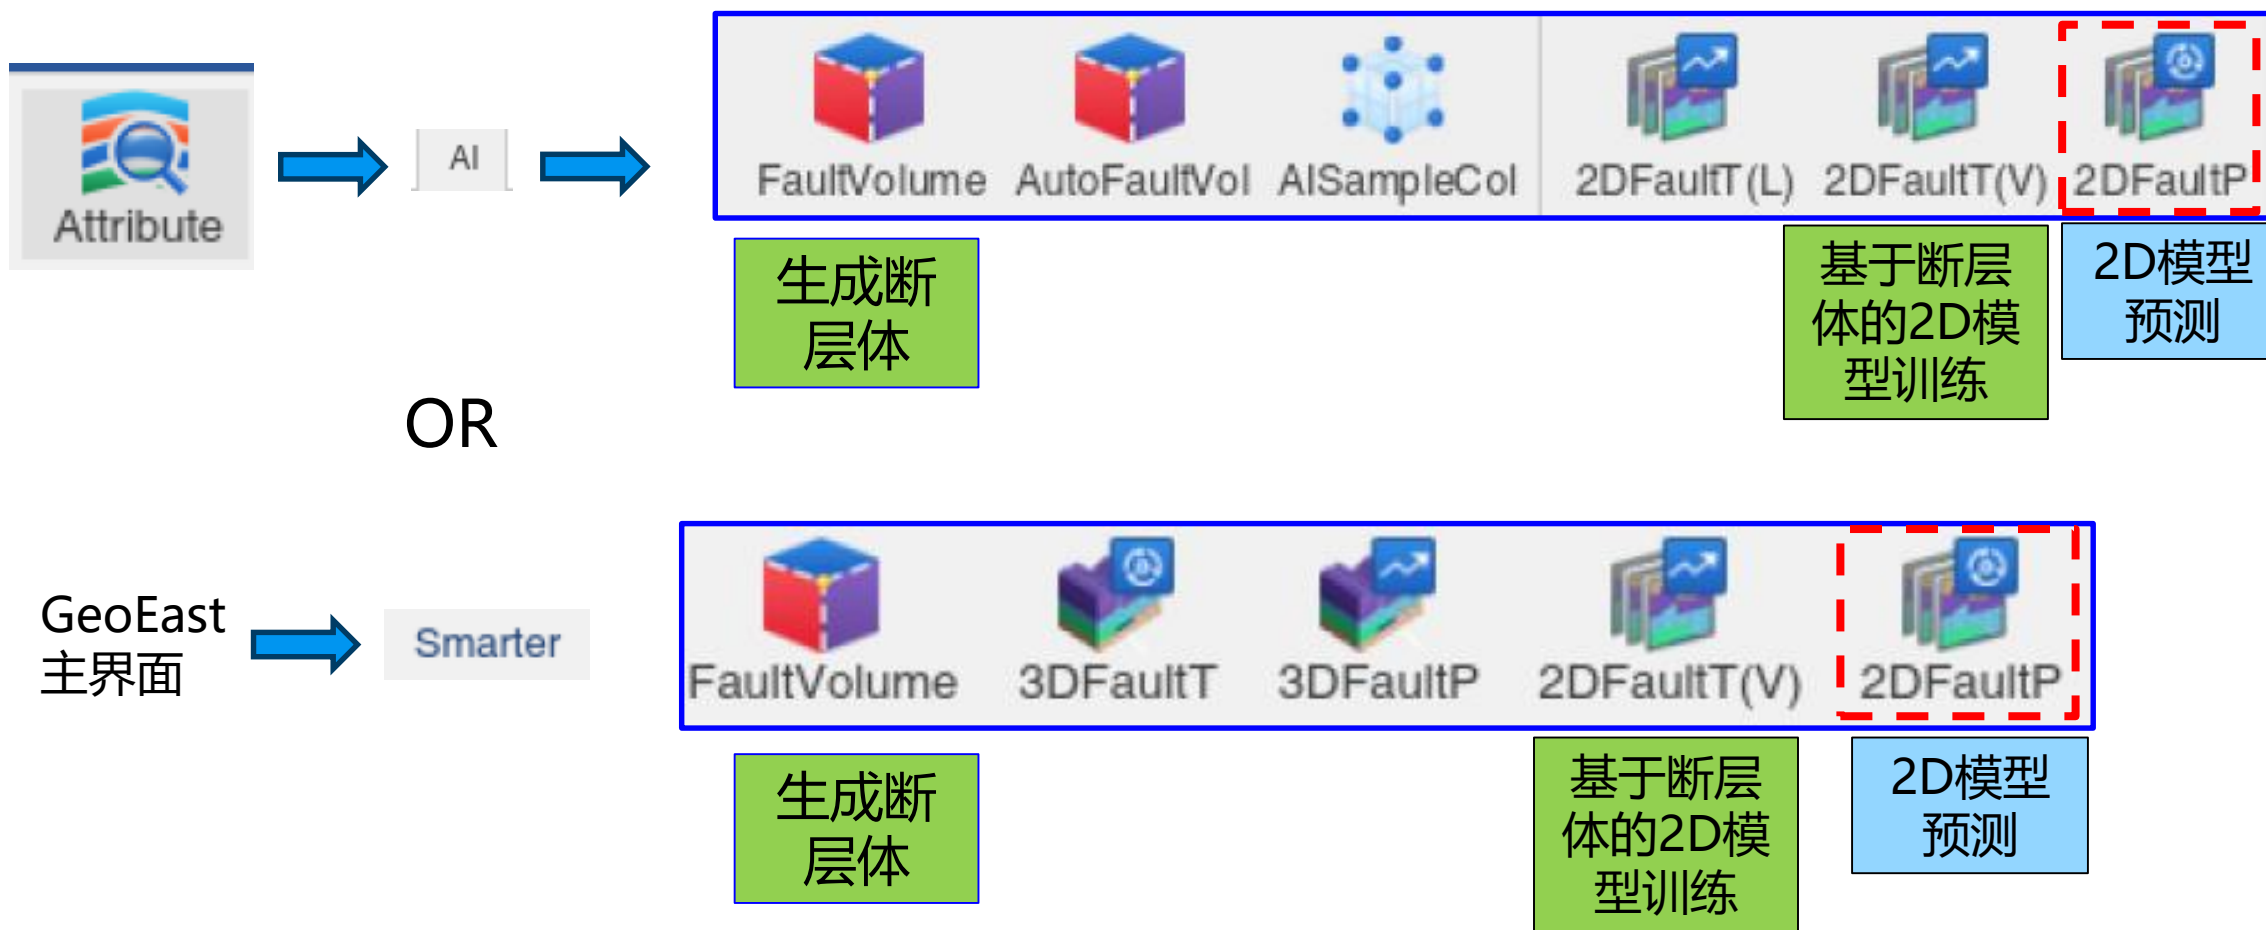 Attribute
AI
FaultVolume
AutoFaultVol
AISampleCol
2DFaultT(L)
2DFaultT(V)
2DFaultP
生成断
层体
基于断层
体的2D模
型训练
2D模型
预测
OR
GeoEast
主界面
Smarter
FaultVolume
3DFaultT
3DFaultP
2DFaultT(V)
2DFaultP
生成断
层体
基于断层
体的2D模
型训练
2D模型
预测